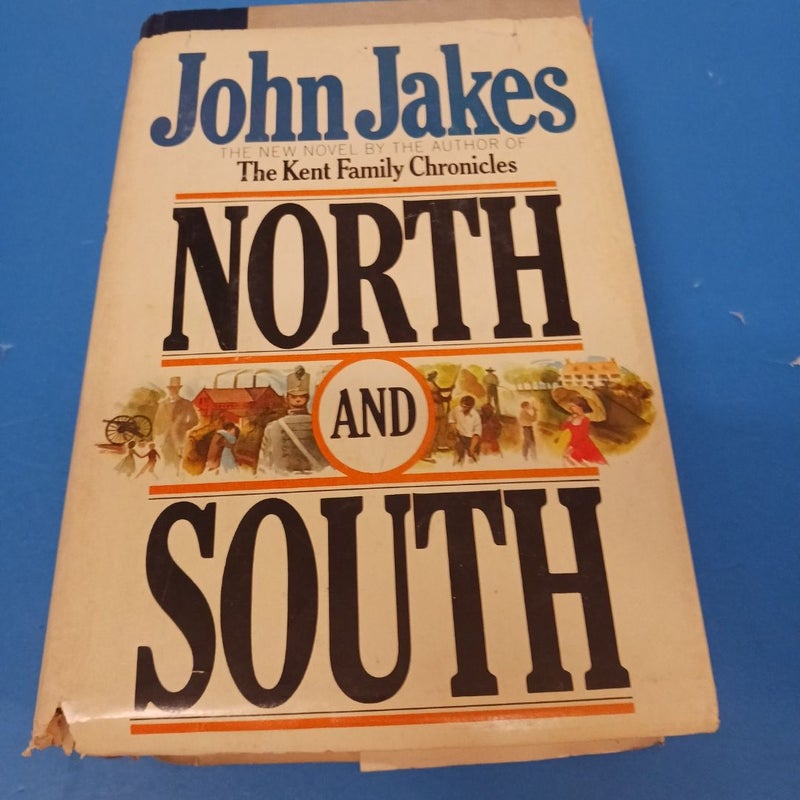 John Jakes
THE NEW NOVEL BY THE AUTHOR OF
The Kent Family Chronicles
NORTH
AND
SOUTH